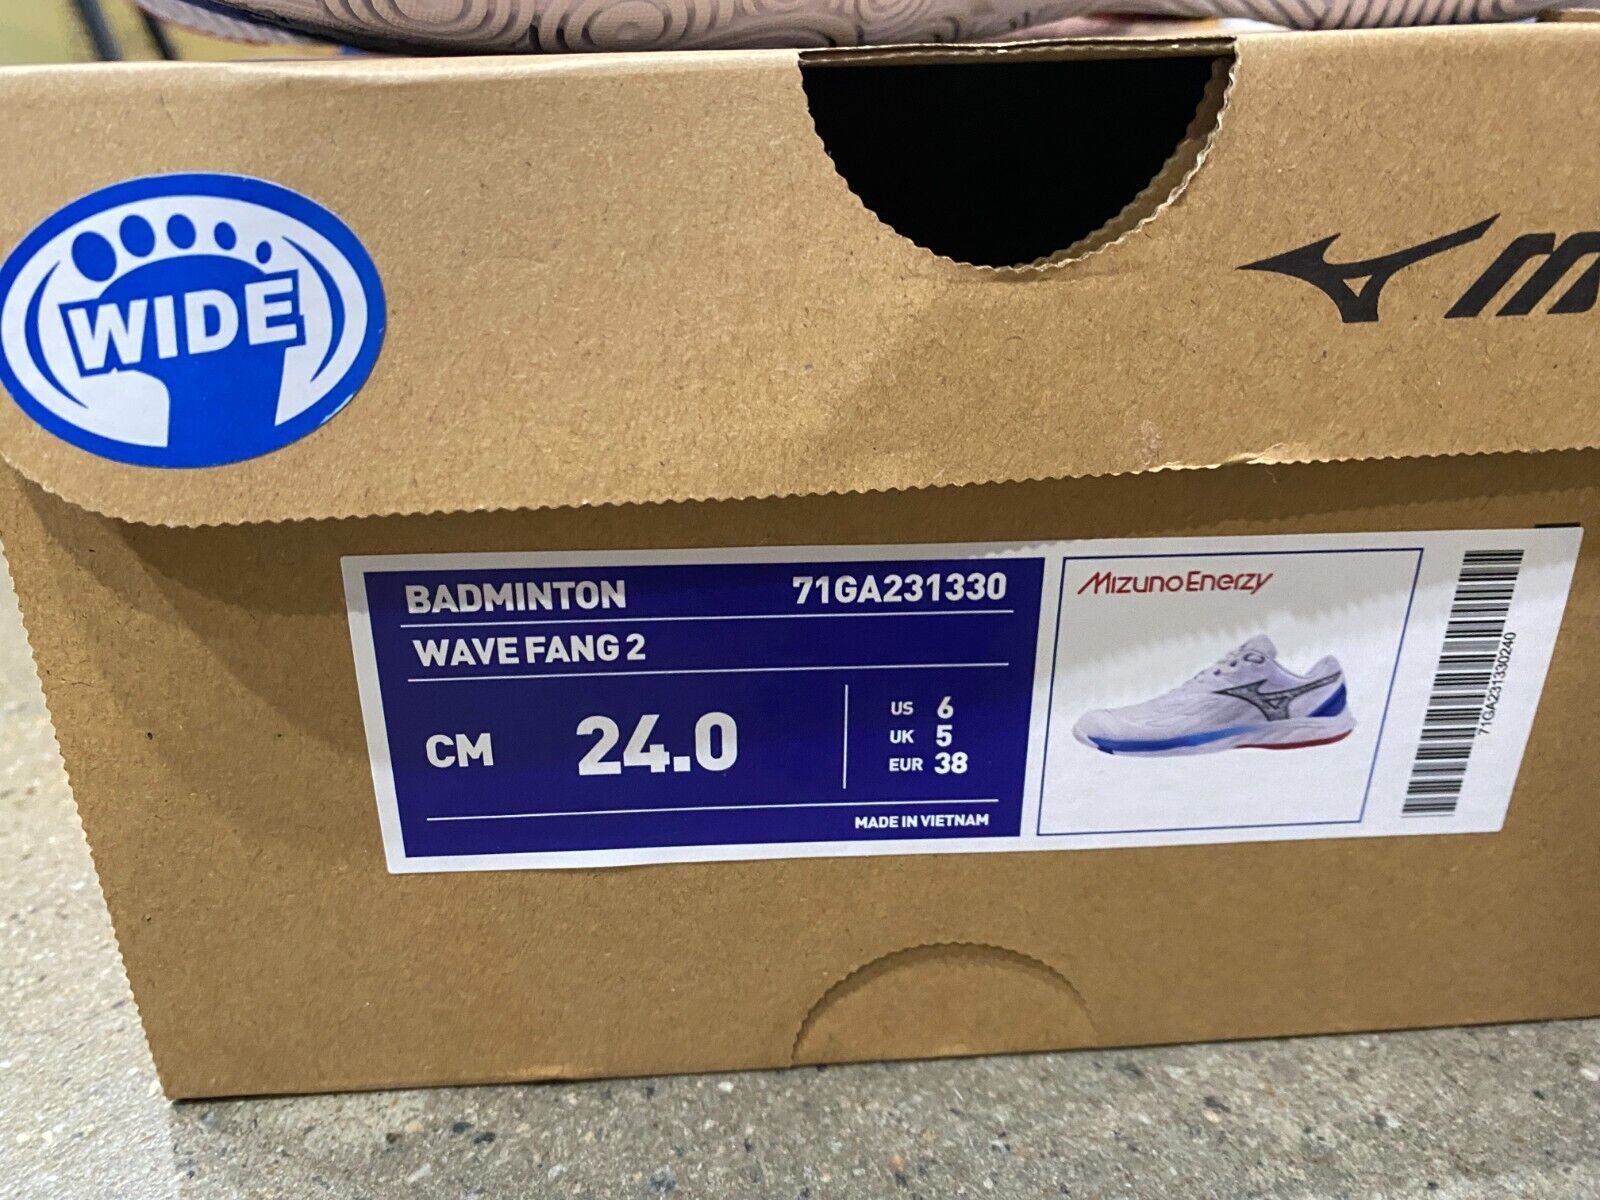 WIDE
BADMINTON 71GA231330
WAVE FANG 2
CM 24.0
US 6
UK 5
EUR 38
MADE IN VIETNAM
MizunoEnerzy
71GA231330240